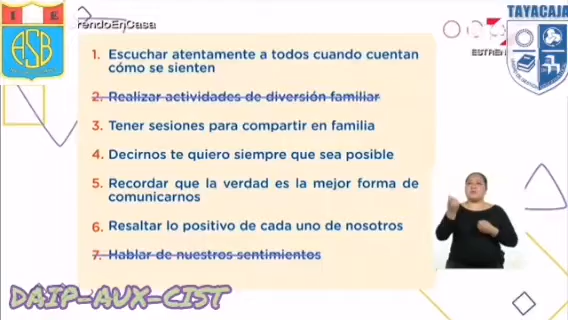 I E
ASB
rendoEnCasa
TAYACAJA
ESTREN
1. Escuchar atentamente a todos cuando cuentan
cómo se sienten
2. Realizar actividades de diversión familiar
3. Tener sesiones para compartir en familia
4. Decirnos te quiero siempre que sea posible
5. Recordar que la verdad es la mejor forma de
comunicarnos
6. Resaltar lo positivo de cada uno de nosotros
7. Hablar de nuestros sentimientos
DAIP-AUX-CIST